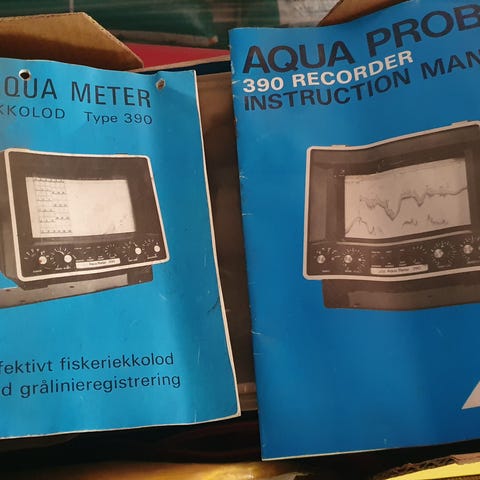 QUA METER
KKOLOD Type 390
fektivt fiskeriekkolod
d grålinieregistrering
AQUA PROB
390 RECORDER
INSTRUCTION MAN